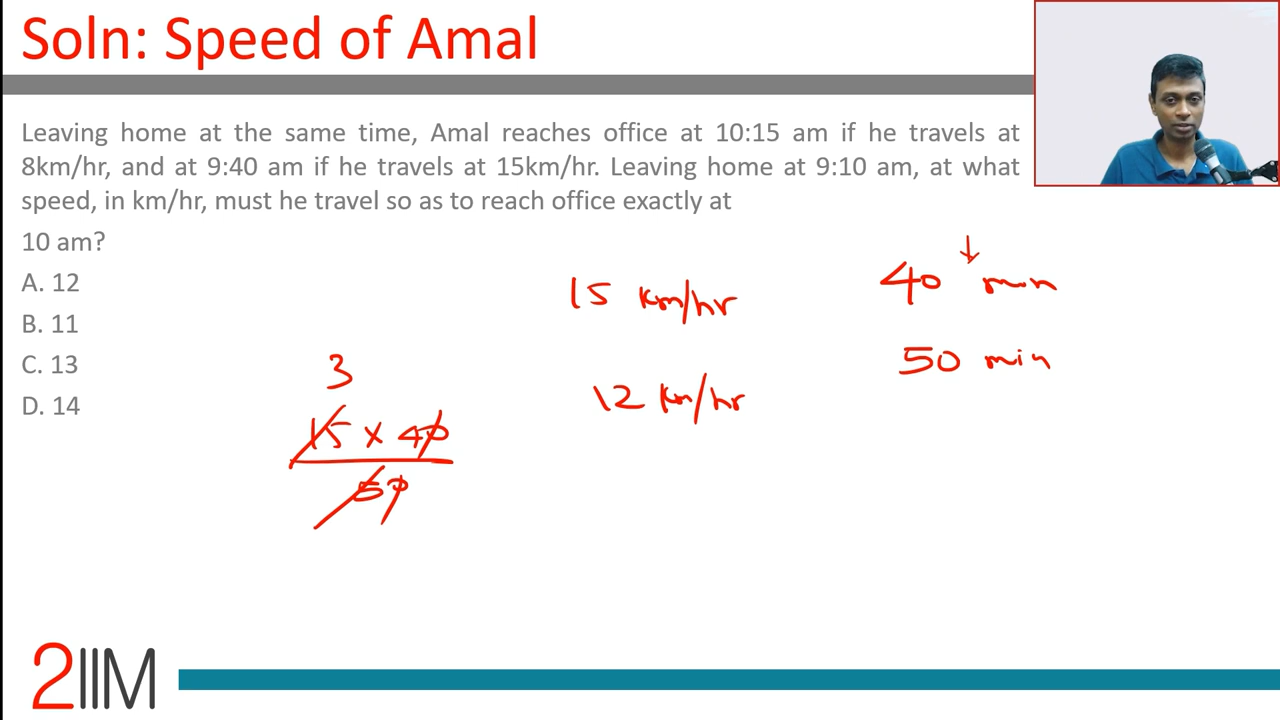 Soln: Speed of Amal
Leaving home at the same time, Amal reaches office at 10:15 am if he travels at
8km/hr, and at 9:40 am if he travels at 15km/hr. Leaving home at 9:10 am, at what
speed, in km/hr, must he travel so as to reach office exactly at
10 am?
A. 12
B. 11
C. 13
D. 14
15 km/hr
40 min
12 km/hr
50 min
3
15 x 40
50
2IIM